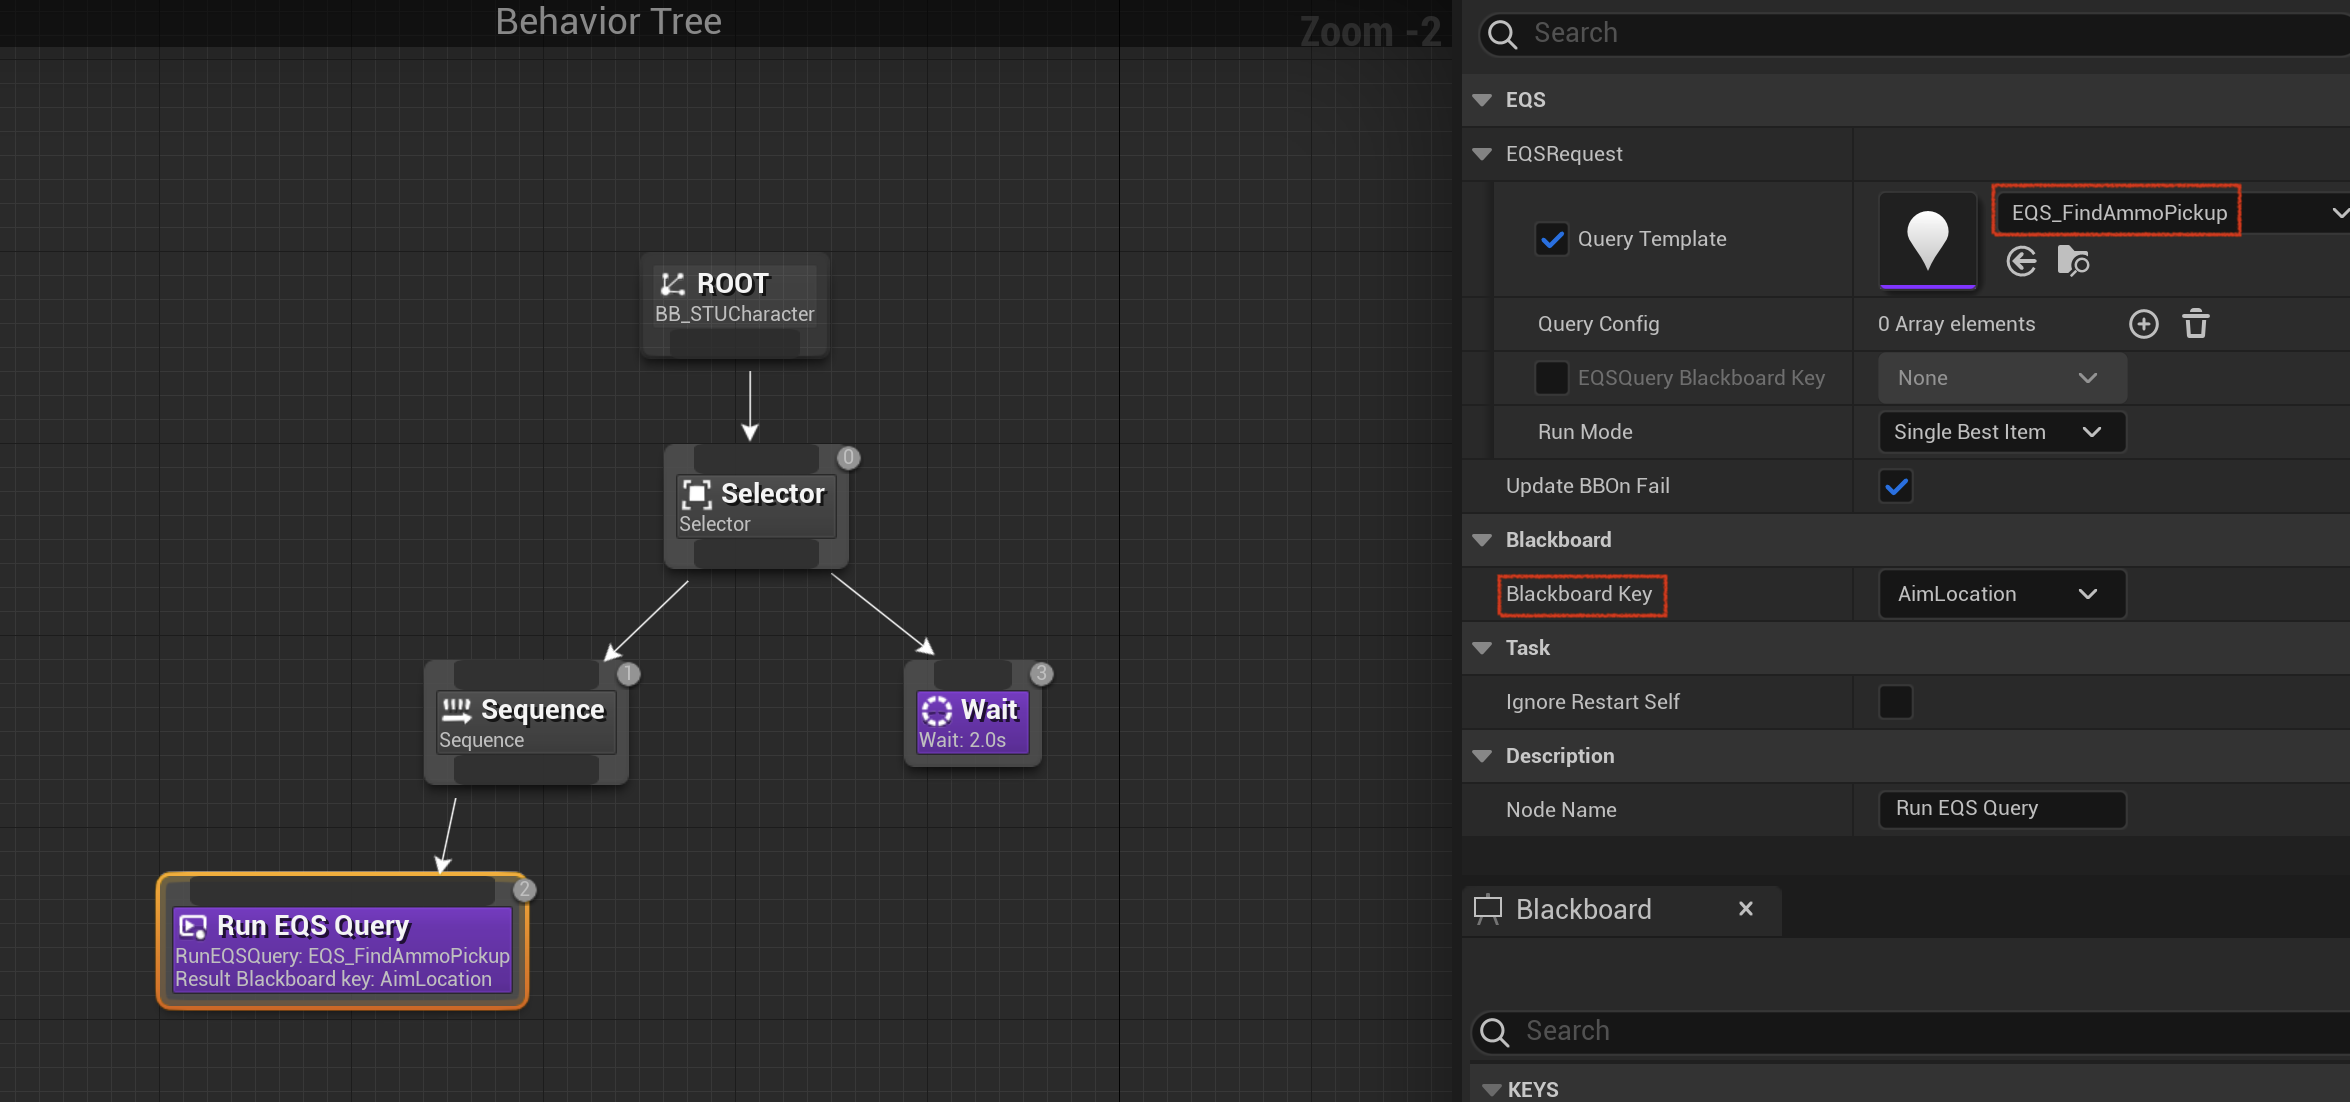 Behavior Tree
Zoom -2
ROOT
BB_STUCharacter
0
Selector
Selector
1
Sequence
Sequence
3
Wait
Wait: 2.0s
2
Run EQS Query
RunEQSQuery: EQS_FindAmmoPickup
Result Blackboard key: AimLocation
Search
EQS
EQSRequest
Query Template
EQS_FindAmmoPickup
Query Config
0 Array elements
EQSQuery Blackboard Key
None
Run Mode
Single Best Item
Update BBOn Fail
Blackboard
Blackboard Key
AimLocation
Task
Ignore Restart Self
Description
Node Name
Run EQS Query
Blackboard
Search
KEYS